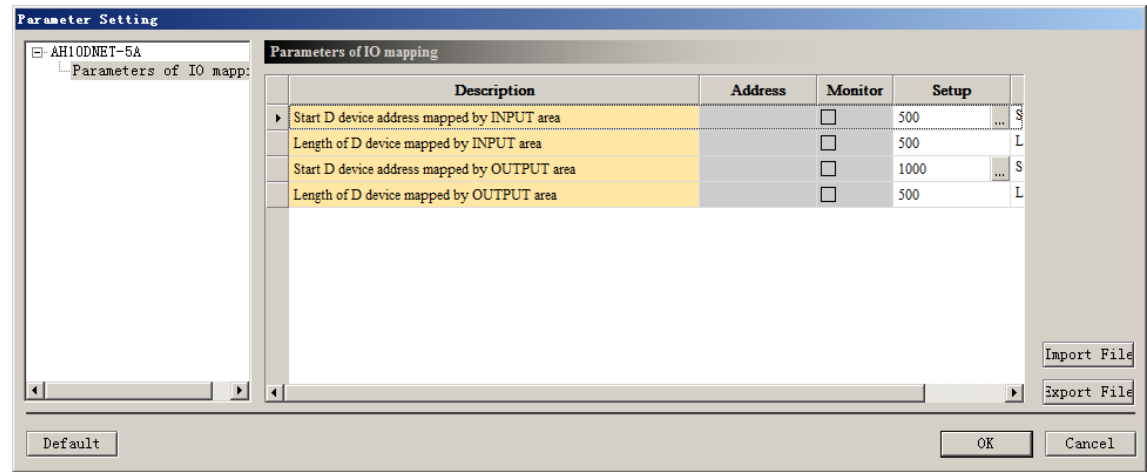 Parameter Setting
AH10DNET-5A
Parameters of IO mapp:
Parameters of IO mapping
Description Address Monitor Setup
Start D device address mapped by INPUT area 500 ... S
Length of D device mapped by INPUT area 500 L
Start D device address mapped by OUTPUT area 1000 ... S
Length of D device mapped by OUTPUT area 500 L
Import File
Export File
Default OK Cancel